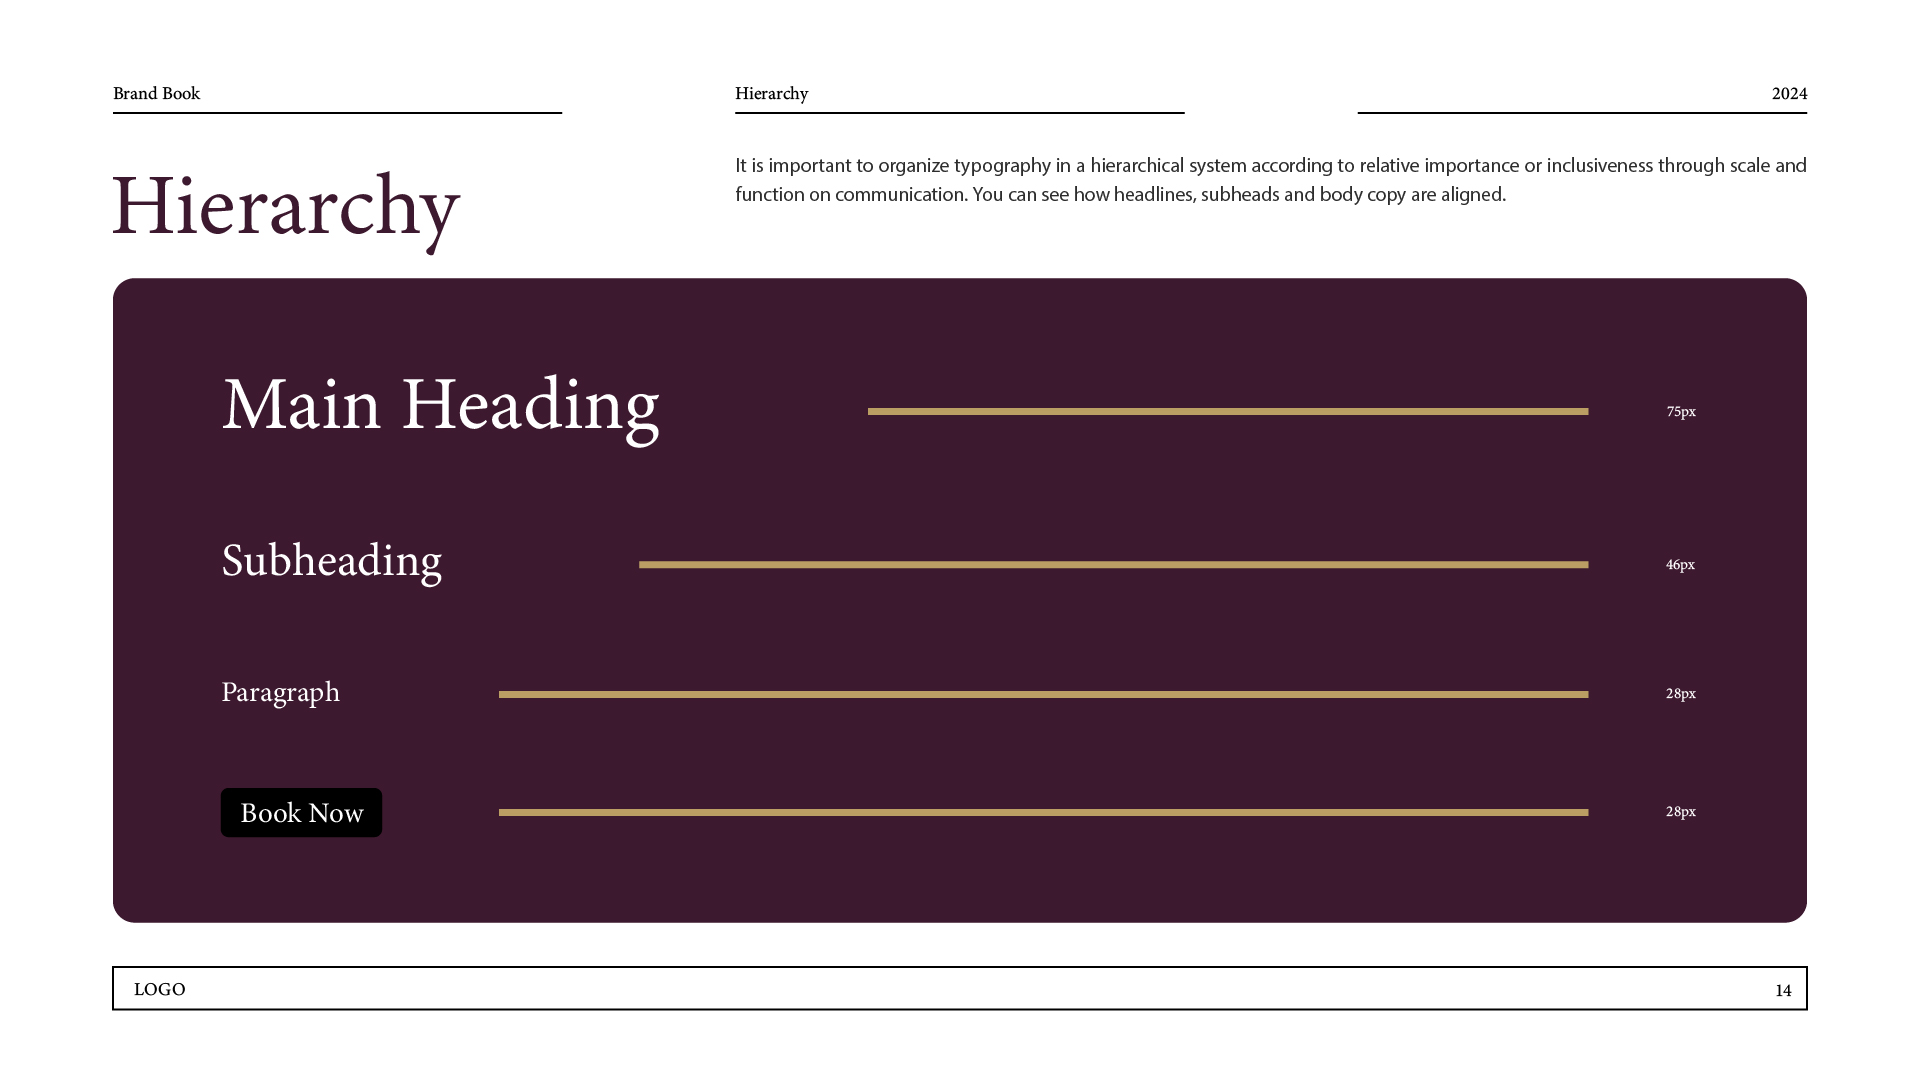 Brand Book
Hierarchy
2024
Hierarchy
It is important to organize typography in a hierarchical system according to relative importance or inclusiveness through scale and
function on communication. You can see how headlines, subheads and body copy are aligned.
Main Heading
75px
Subheading
46px
Paragraph
28px
Book Now
28px
LOGO
14